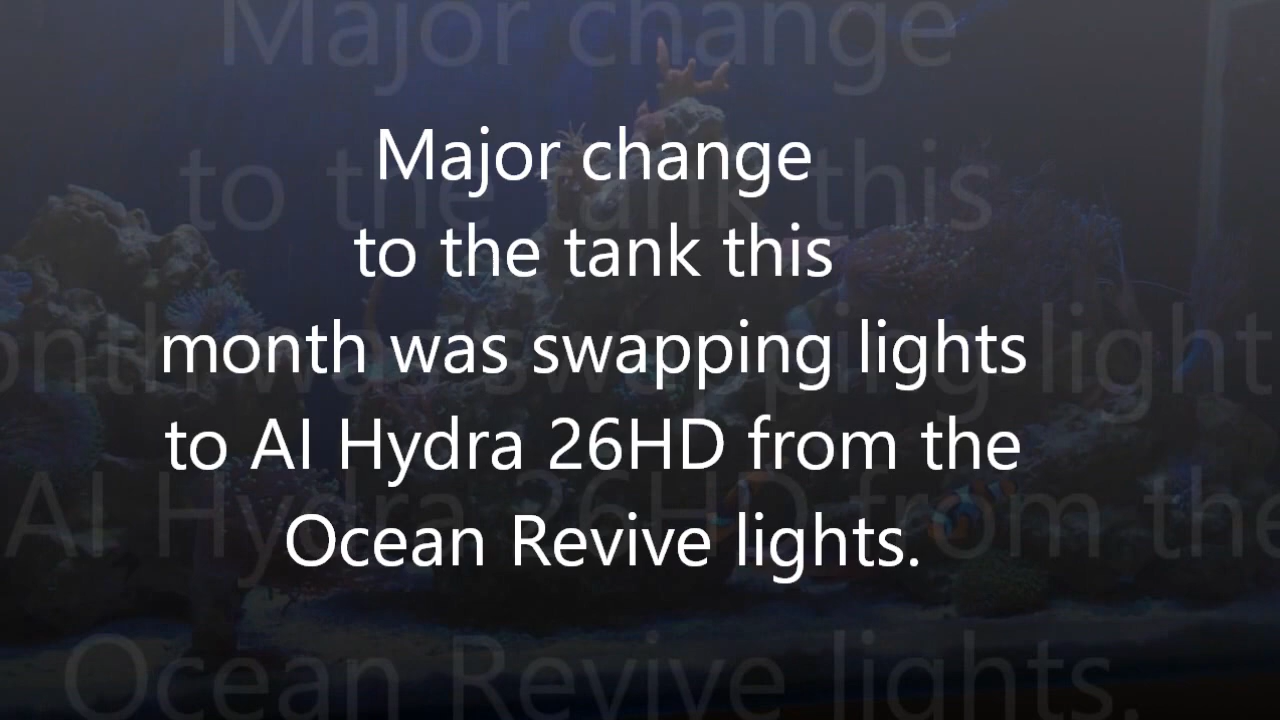 Major change
to the tank this
month was swapping lights
to AI Hydra 26HD from the
Ocean Revive lights.